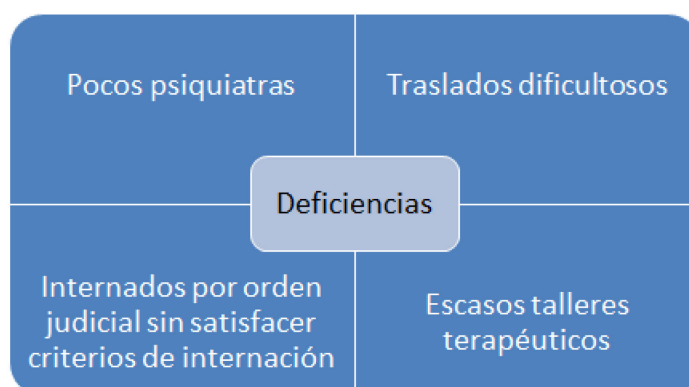 Pocos psiquiatras
Traslados dificultosos
Deficiencias
Internados por orden
judicial sin satisfacer
criterios de internación
Escasos talleres
terapéuticos